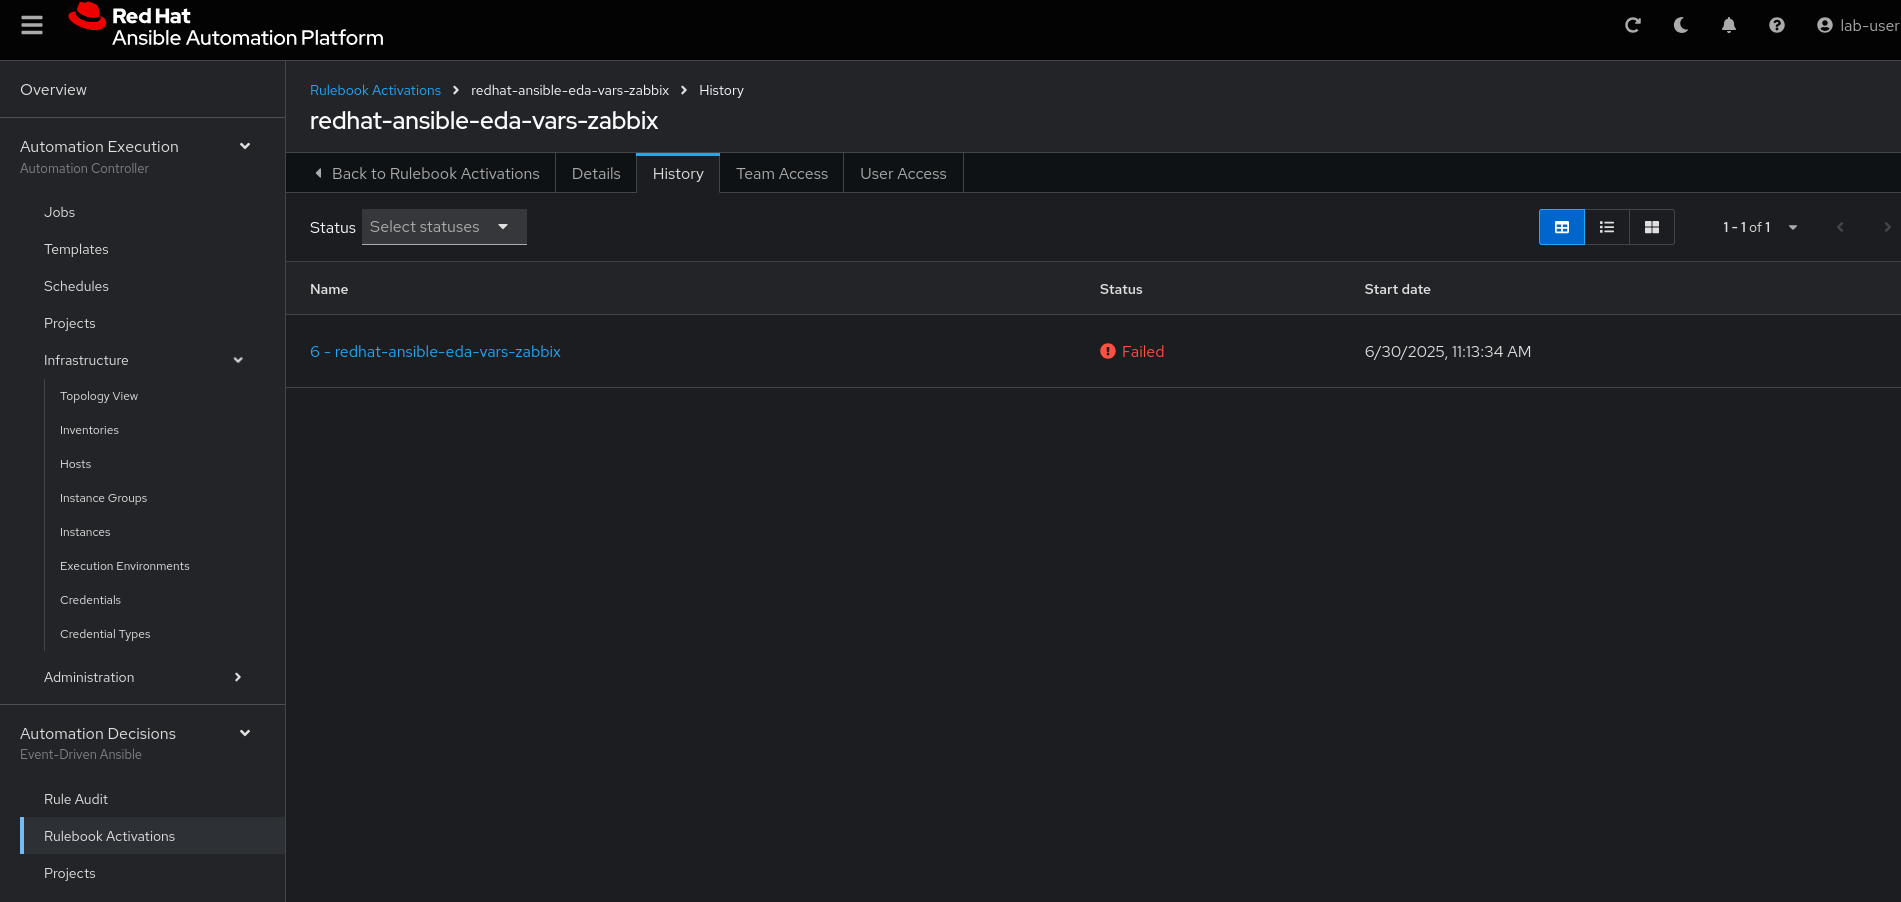 Red Hat
Ansible Automation Platform
lab-user
Overview
Automation Execution
Automation Controller
Jobs
Templates
Schedules
Projects
Infrastructure
Topology View
Inventories
Hosts
Instance Groups
Instances
Execution Environments
Credentials
Credential Types
Administration
Automation Decisions
Event-Driven Ansible
Rule Audit
Rulebook Activations
Projects
Rulebook Activations redhat-ansible-eda-vars-zabbix History
redhat-ansible-eda-vars-zabbix
Back to Rulebook Activations Details History Team Access User Access
Status Select statuses 1 - 1 of 1
Name Status Start date
6 - redhat-ansible-eda-vars-zabbix Failed 6/30/2025, 11:13:34 AM